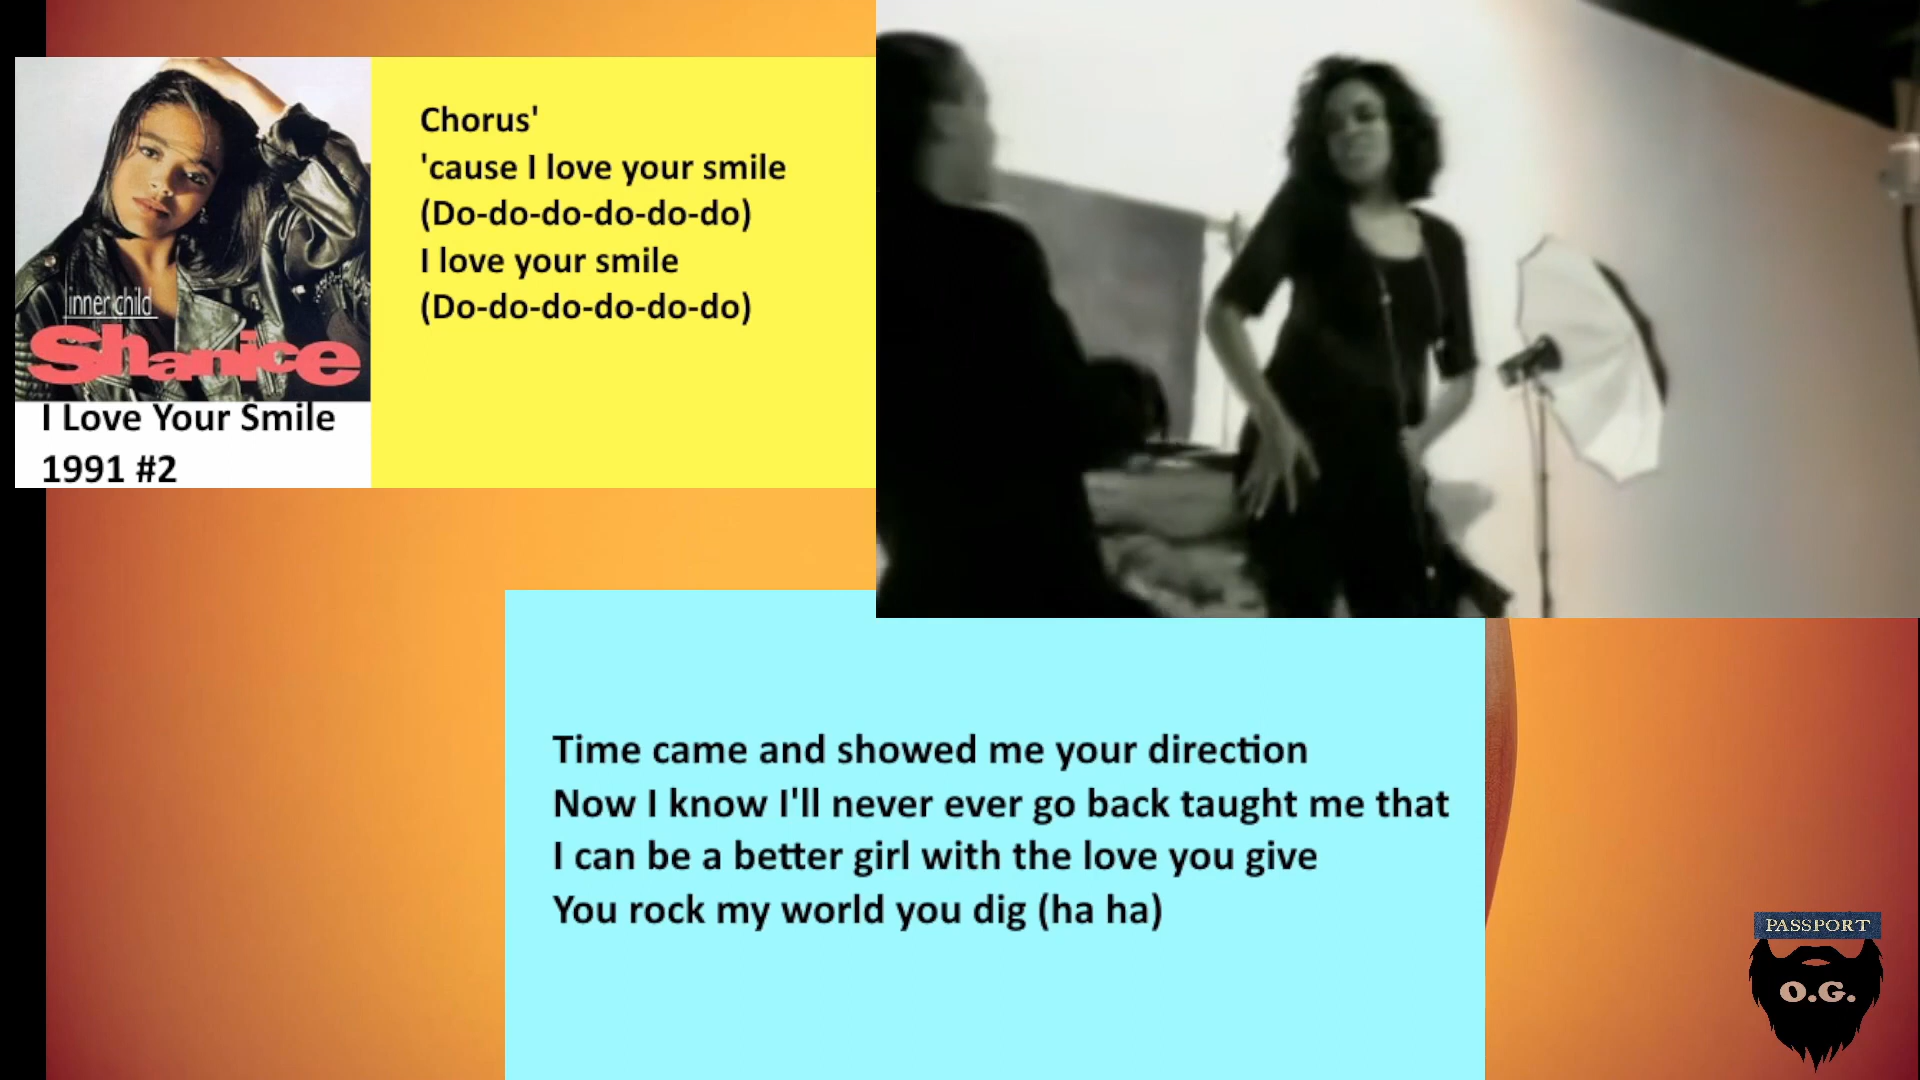 inner child
Shanice
I Love Your Smile
1991 #2
Chorus'
'cause I love your smile
(Do-do-do-do-do-do)
I love your smile
(Do-do-do-do-do-do)
Time came and showed me your direction
Now I know I'll never ever go back taught me that
I can be a better girl with the love you give
You rock my world you dig (ha ha)
PASSPORT
O.G.